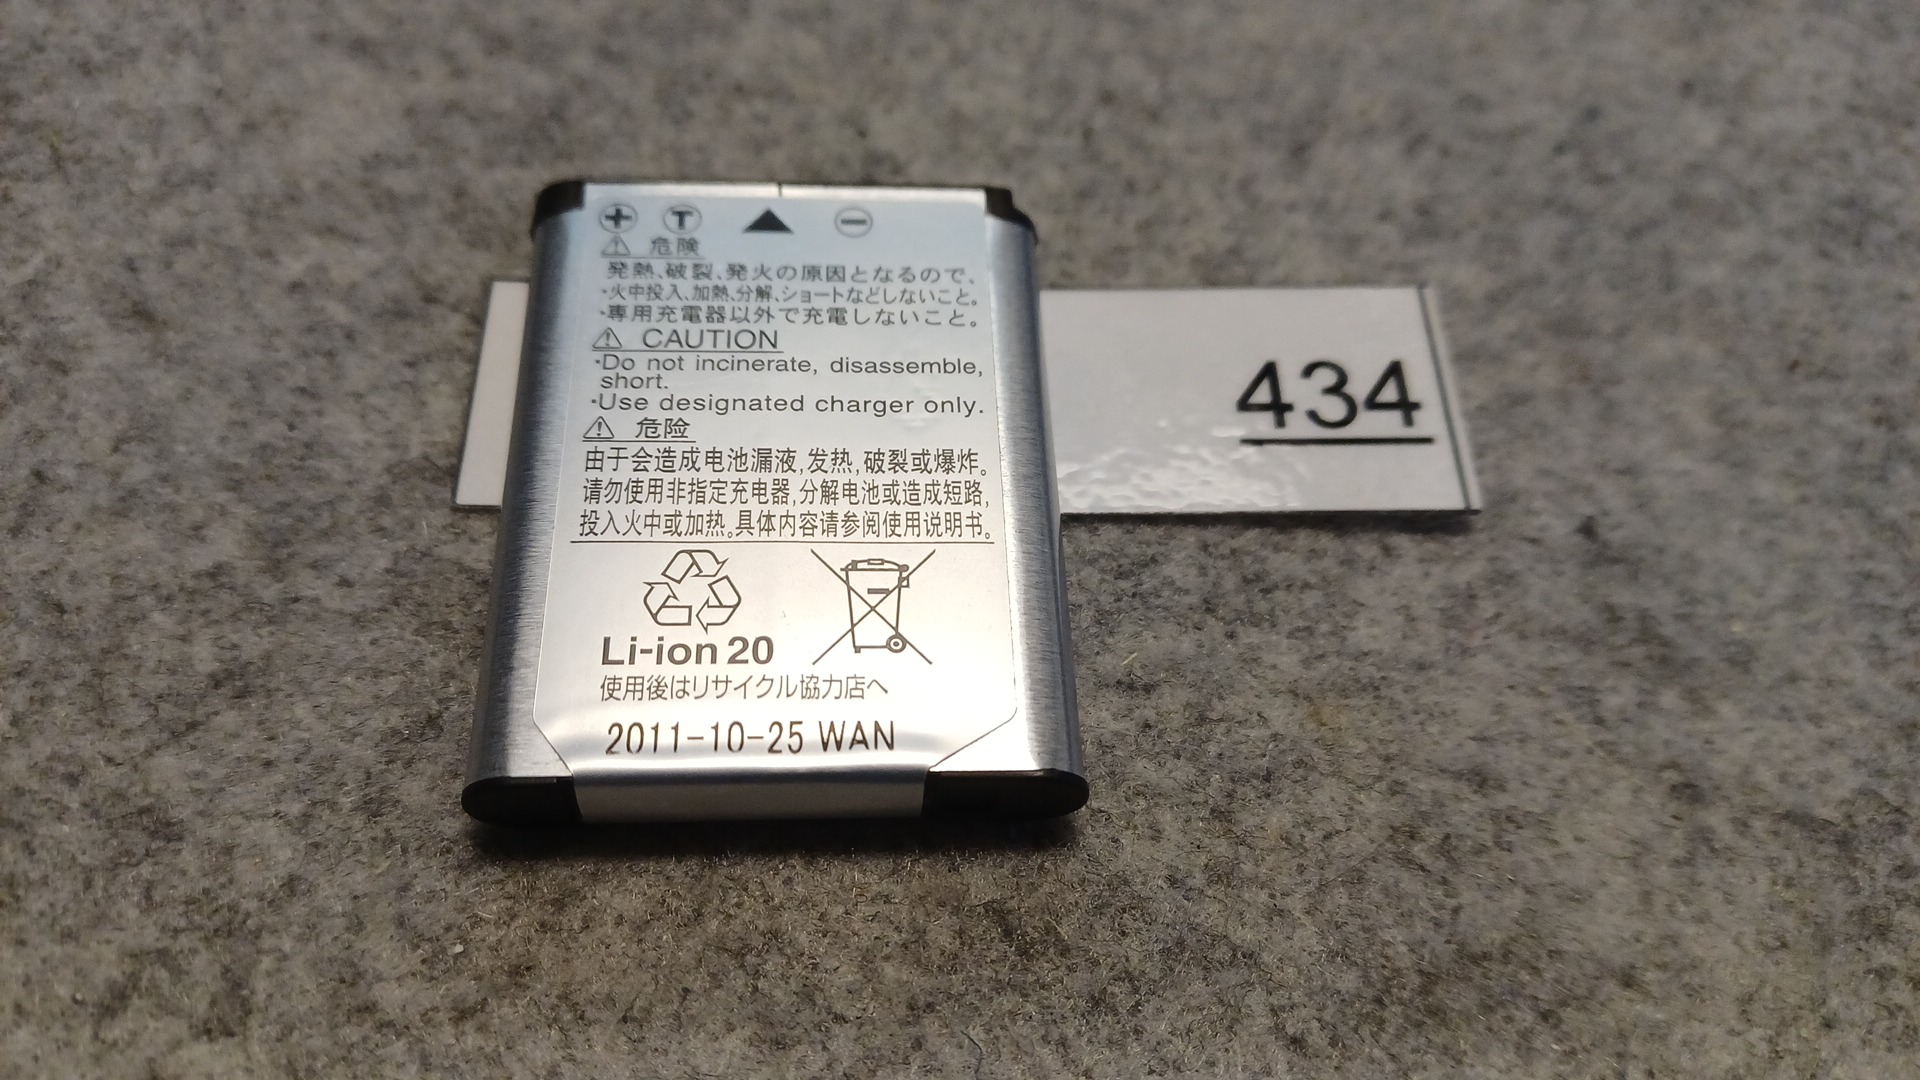 + T ▲ −
⚠ 危険
発熱、破裂、発火の原因となるので、
・火中投入、加熱、分解、ショートなどしないこと。
・専用充電器以外で充電しないこと。
⚠ CAUTION
・Do not incinerate, disassemble,
short.
・Use designated charger only.
⚠ 危险
由于会造成电池漏液,发热,破裂或爆炸。
请勿使用非指定充电器,分解电池或造成短路,
投入火中或加热。具体内容请参阅使用说明书。
Li-ion 20
使用後はリサイクル協力店へ
2011-10-25 WAN
434